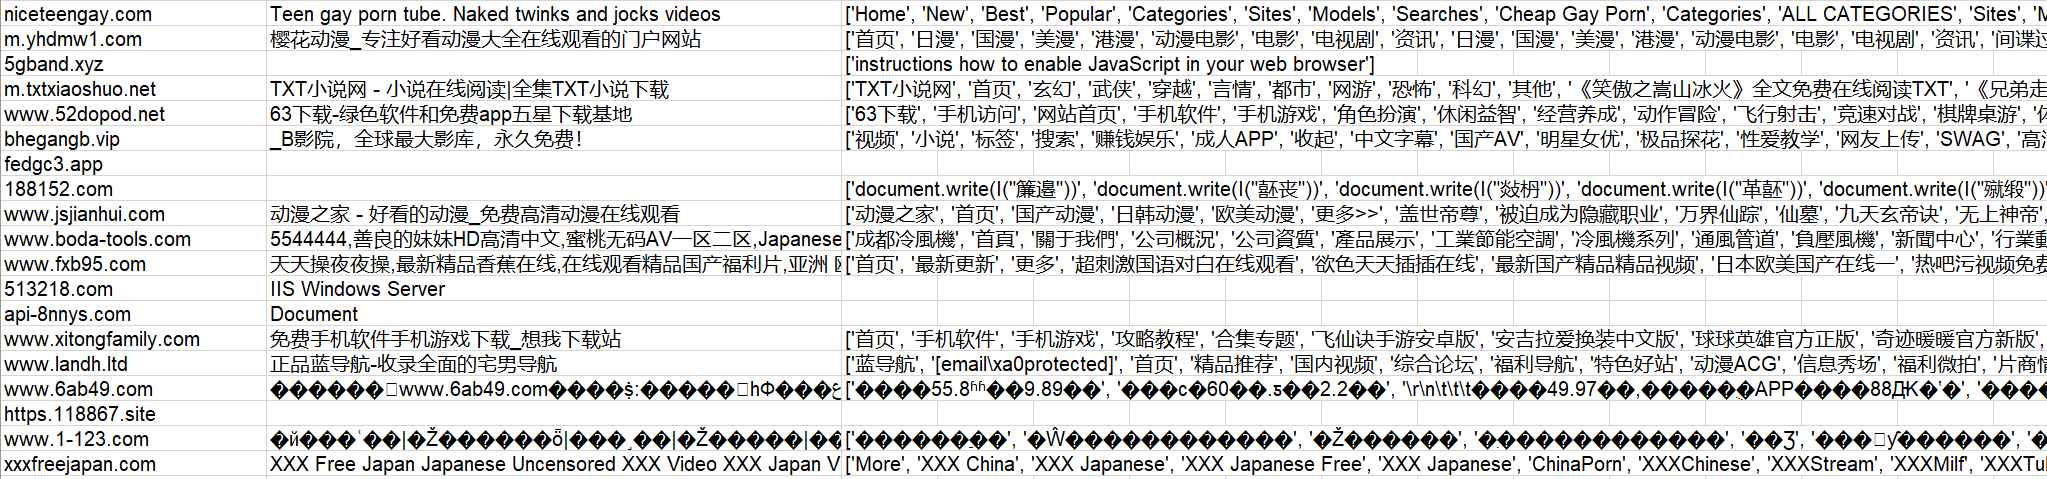 niceteengay.com Teen gay porn tube. Naked twinks and jocks videos ['Home', 'New', 'Best', 'Popular', 'Categories', 'Sites', 'Models', 'Searches', 'Cheap Gay Porn', 'Categories', 'ALL CATEGORIES', 'Sites', 'M
m.yhdmw1.com 樱花动漫_专注好看动漫大全在线观看的门户网站 ['首页', '日漫', '国漫', '美漫', '港漫', '动漫电影', '电影', '电视剧', '资讯', '日漫', '国漫', '美漫', '港漫', '动漫电影', '电影', '电视剧', '资讯', '间谍过
5gband.xyz ['instructions how to enable JavaScript in your web browser']
m.txtxiaoshuo.net TXT小说网 - 小说在线阅读|全集TXT小说下载 ['TXT小说网', '首页', '玄幻', '武侠', '穿越', '言情', '都市', '网游', '恐怖', '科幻', '其他', '《笑傲之嵩山冰火》全文免费在线阅读TXT', '《兄弟走
www.52dopod.net 63下载-绿色软件和免费app五星下载基地 ['63下载', '手机访问', '网站首页', '手机软件', '手机游戏', '角色扮演', '休闲益智', '经营养成', '动作冒险', '飞行射击', '竞速对战', '棋牌桌游', '体
bhegangb.vip _B影院，全球最大影库，永久免费！ ['视频', '小说', '标签', '搜索', '赚钱娱乐', '成人APP', '收起', '中文字幕', '国产AV', '明星女优', '极品探花', '性爱教学', '网友上传', 'SWAG', '高清
fedgc3.app
188152.com ['document.write(I("簾邉"))', 'document.write(I("丧"))', 'document.write(I("枬"))', 'document.write(I("革"))', 'document.write(I("缎"))'
www.jsjianhui.com 动漫之家 - 好看的动漫_免费高清动漫在线观看 ['动漫之家', '首页', '国产动漫', '日韩动漫', '欧美动漫', '更多>>', '盖世帝尊', '被迫成为隐藏职业', '万界仙踪', '仙墓', '九天玄帝诀', '无上神帝',
www.boda-tools.com 5544444,善良的妹妹HD高清中文,蜜桃无码AV一区二区,Japanese ['成都冷風機', '首頁', '關于我們', '公司概況', '公司資質', '產品展示', '工業節能空調', '冷風機系列', '通風管道', '負壓風機', '新聞中心', '行業動
www.fxb95.com 天天操夜夜操,最新精品香蕉在线,在线观看精品国产福利片,亚洲 ['首页', '最新更新', '更多', '超刺激国语对白在线观看', '欲色天天插插在线', '最新国产精品精品视频', '日本欧美国产在线一', '热吧污视频免费
513218.com IIS Windows Server
api-8nnys.com Document
www.xitongfamily.com 免费手机软件手机游戏下载_想我下载站 ['首页', '手机软件', '手机游戏', '攻略教程', '合集专题', '飞仙诀手游安卓版', '安吉拉爱换装中文版', '球球英雄官方正版', '奇迹暖暖官方新版',
www.landh.ltd 正品蓝导航-收录全面的宅男导航 ['蓝导航', '[email\xa0protected]', '首页', '精品推荐', '国内视频', '综合论坛', '福利导航', '特色好站', '动漫ACG', '信息秀场', '福利微拍', '片商情
www.6ab49.com ������www.6ab49.com ['����55.8ʱʱ��9.89��', '���c�60��.ƽ��2.2��', '\r\n\t\t\t����49.97��
https.118867.site
www.1-123.com
xxxfreejapan.com XXX Free Japan Japanese Uncensored XXX Video XXX Japan V ['More', 'XXX China', 'XXX Japanese', 'XXX Japanese Free', 'XXX Japanese', 'ChinaPorn', 'XXXChinese', 'XXXStream', 'XXXMilf', 'XXXTul